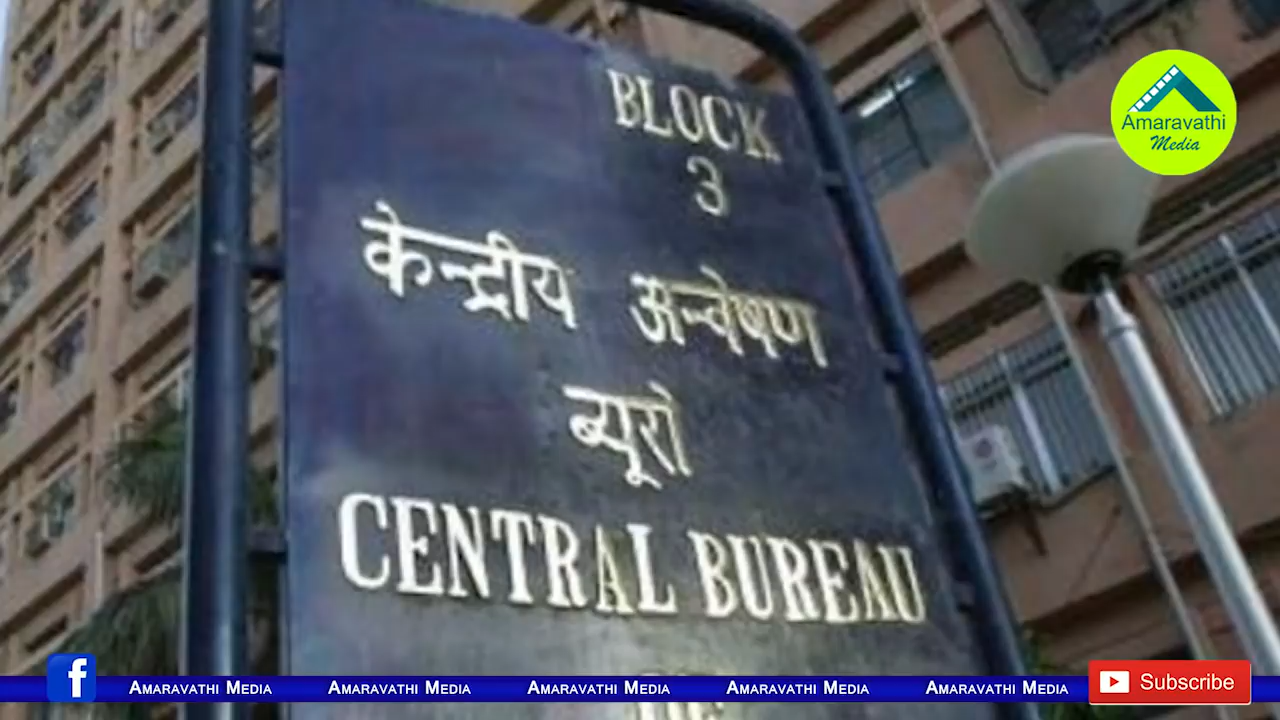 BLOCK
3
केन्द्रीय अन्वेषण
ब्यूरो
CENTRAL BUREAU
OF
Amaravathi
Media
f Amaravathi Media Amaravathi Media Amaravathi Media Amaravathi Media Amaravathi Media
Subscribe